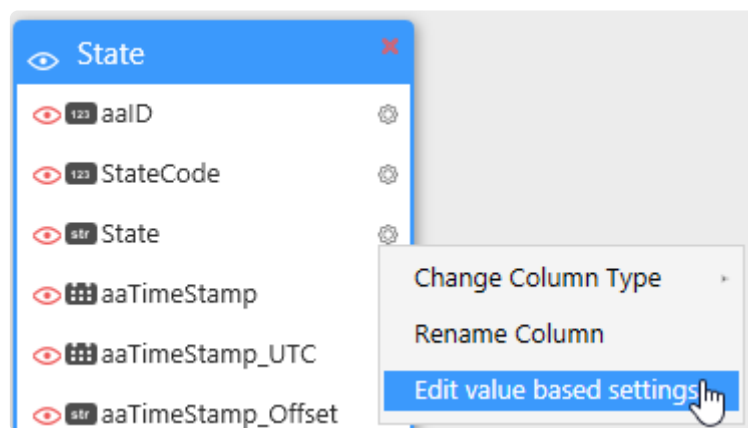 State
123 aaID
123 StateCode
str State
aaTimeStamp
aaTimeStamp_UTC
str aaTimeStamp_Offset
Change Column Type
Rename Column
Edit value based settings